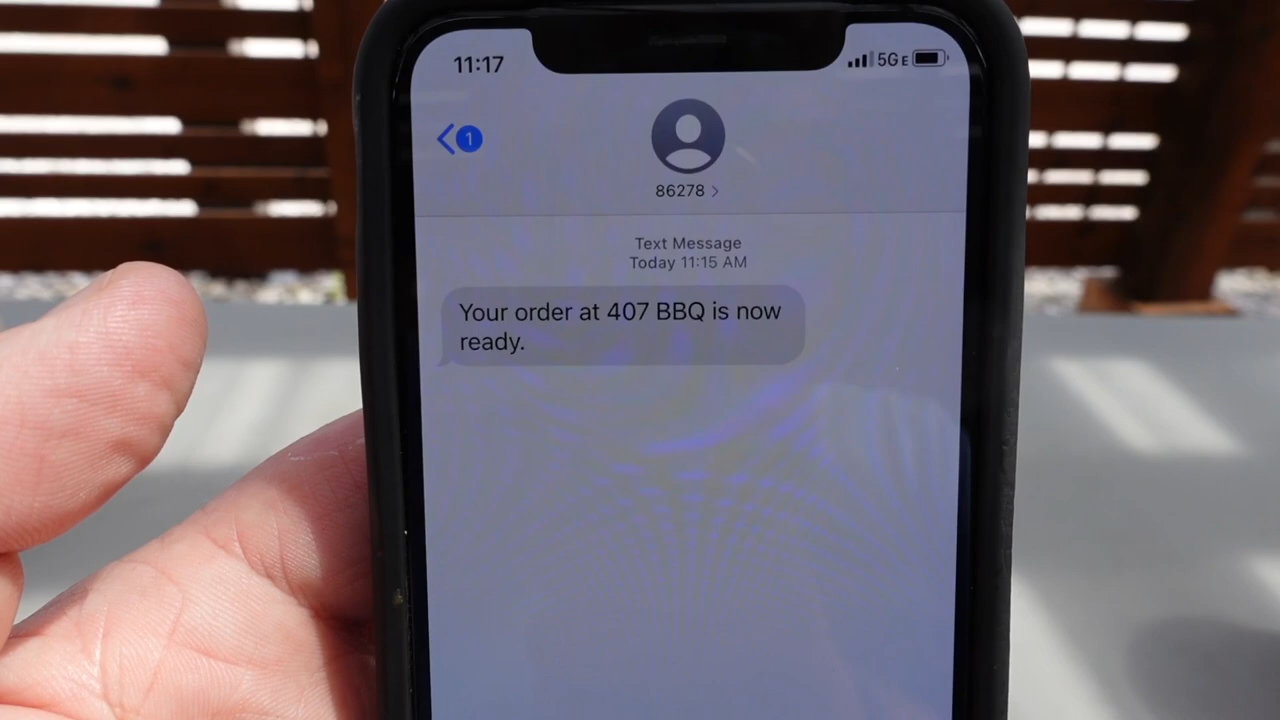 11:17
5G E
1
86278 >
Text Message
Today 11:15 AM
Your order at 407 BBQ is now
ready.